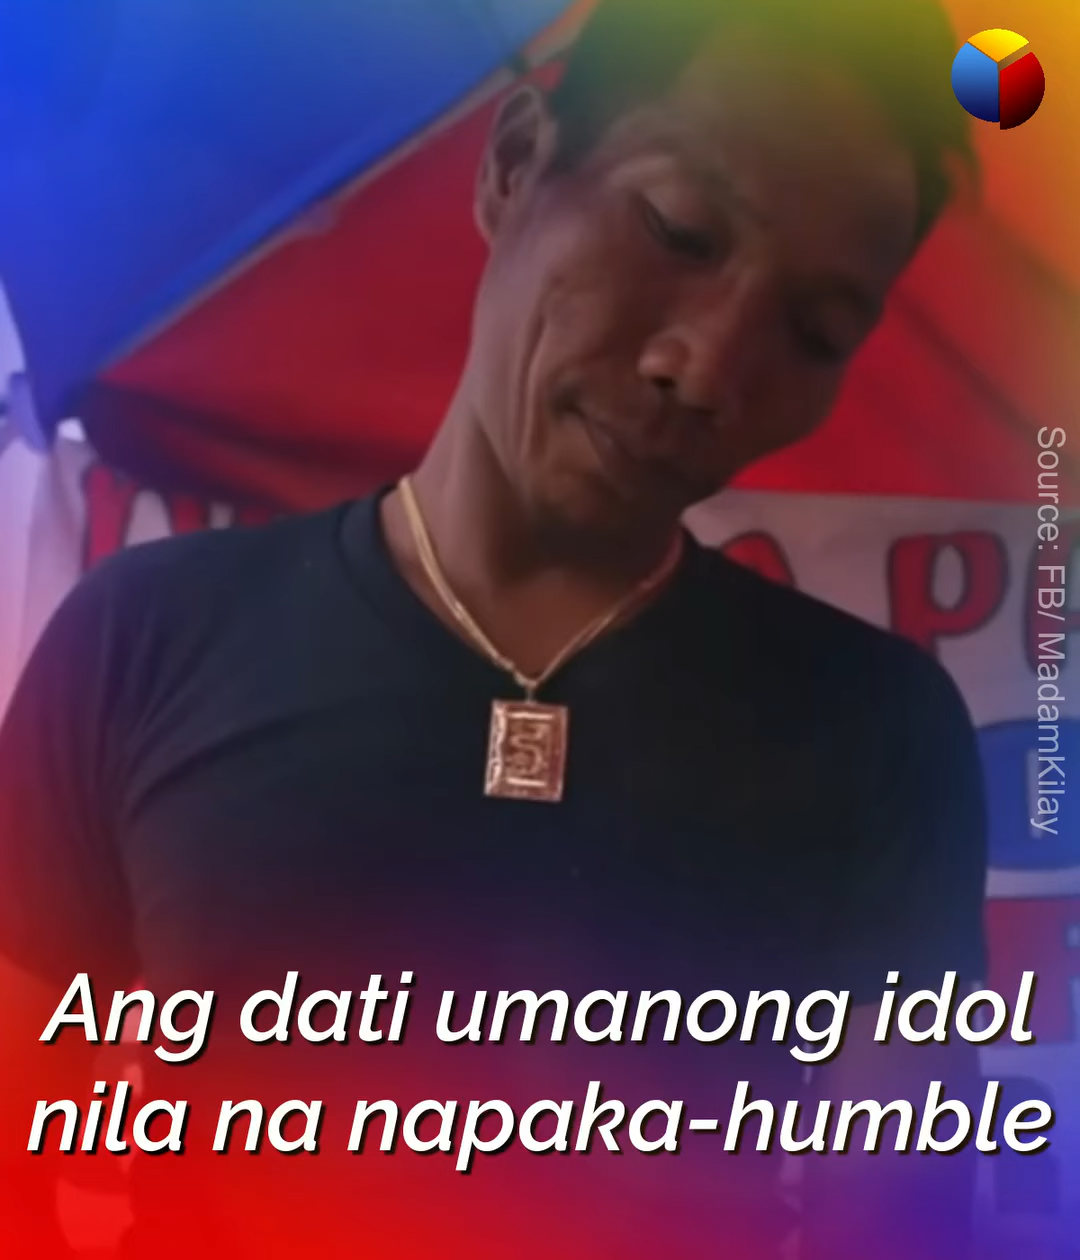 Source: FB/ MadamKilay
Ang dati umanong idol
nila na napaka-humble